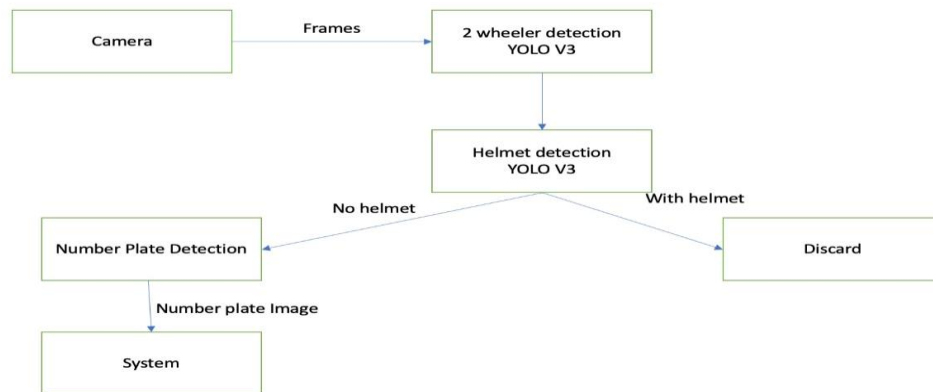 Camera
Frames
2 wheeler detection
YOLO V3
Helmet detection
YOLO V3
No helmet
With helmet
Number Plate Detection
Discard
Number plate Image
System